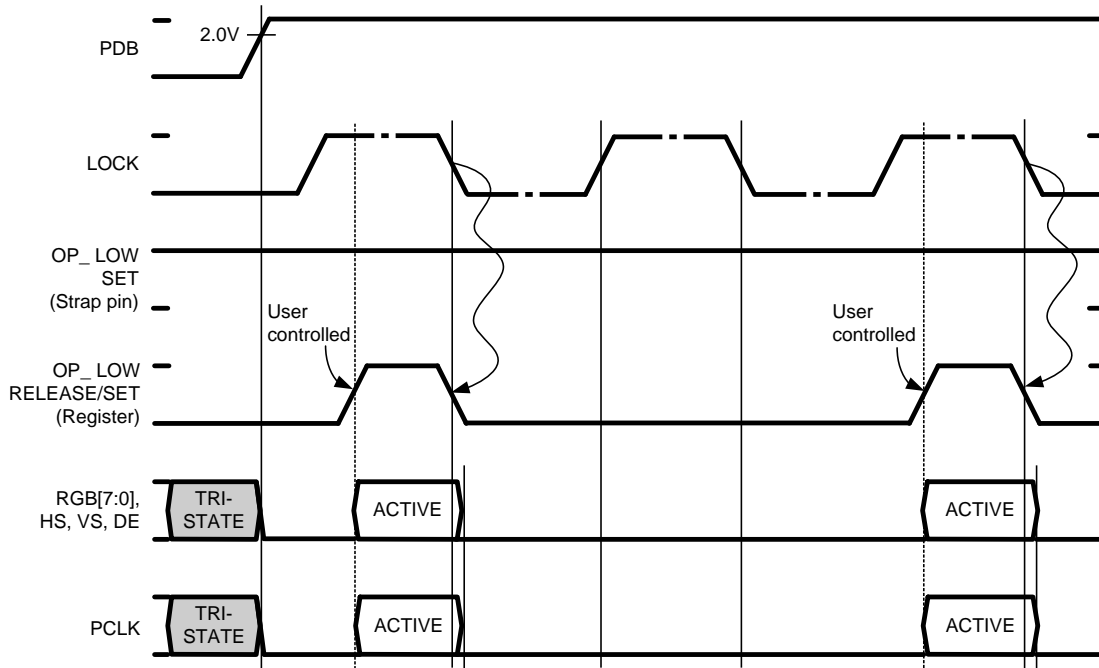 PDB
2.0V
LOCK
OP_ LOW
SET
(Strap pin)
User
controlled
User
controlled
OP_ LOW
RELEASE/SET
(Register)
RGB[7:0],
HS, VS, DE
TRI-
STATE
ACTIVE
ACTIVE
PCLK
TRI-
STATE
ACTIVE
ACTIVE